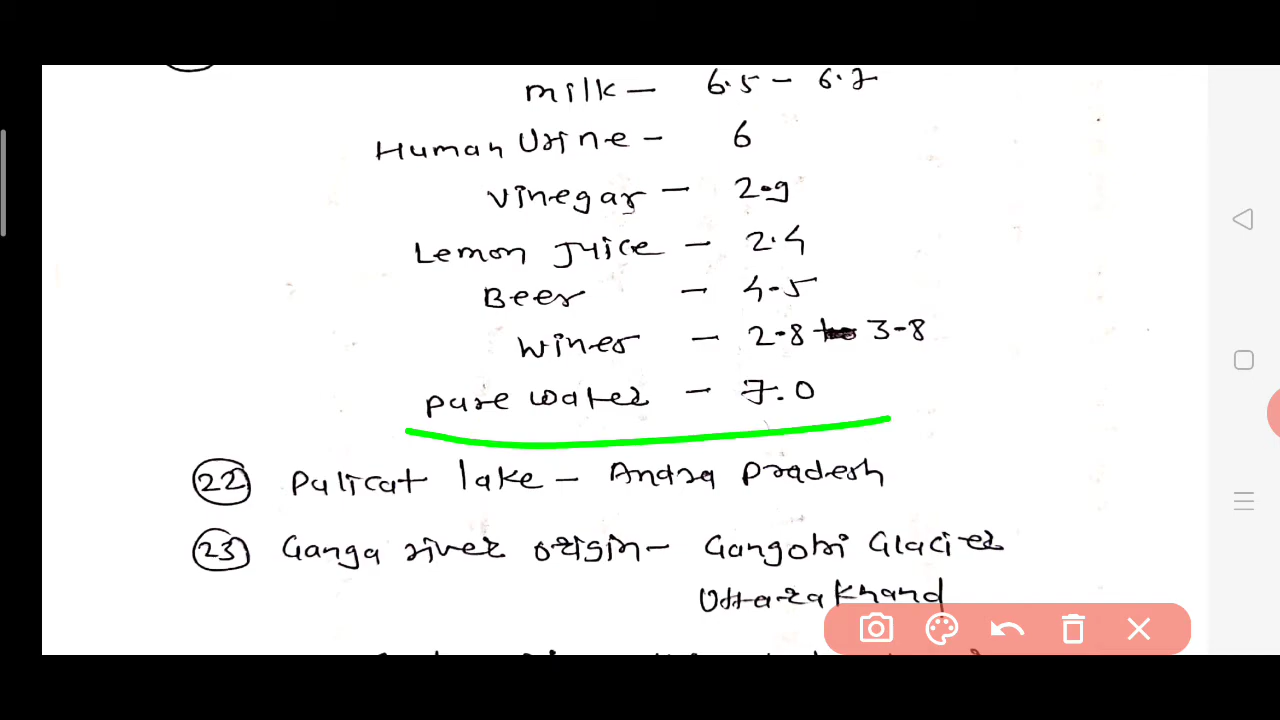 milk - 6.5 - 6.7
Human Urine - 6
Vinegar - 2.9
Lemon Juice - 2.4
Beer - 4.5
Wines - 2-8 to 3-8
pure water - 7.0
22 Pulicat lake - Andra pradesh
23 Ganga river origin - Gangotri Glacier
Uttarakhand